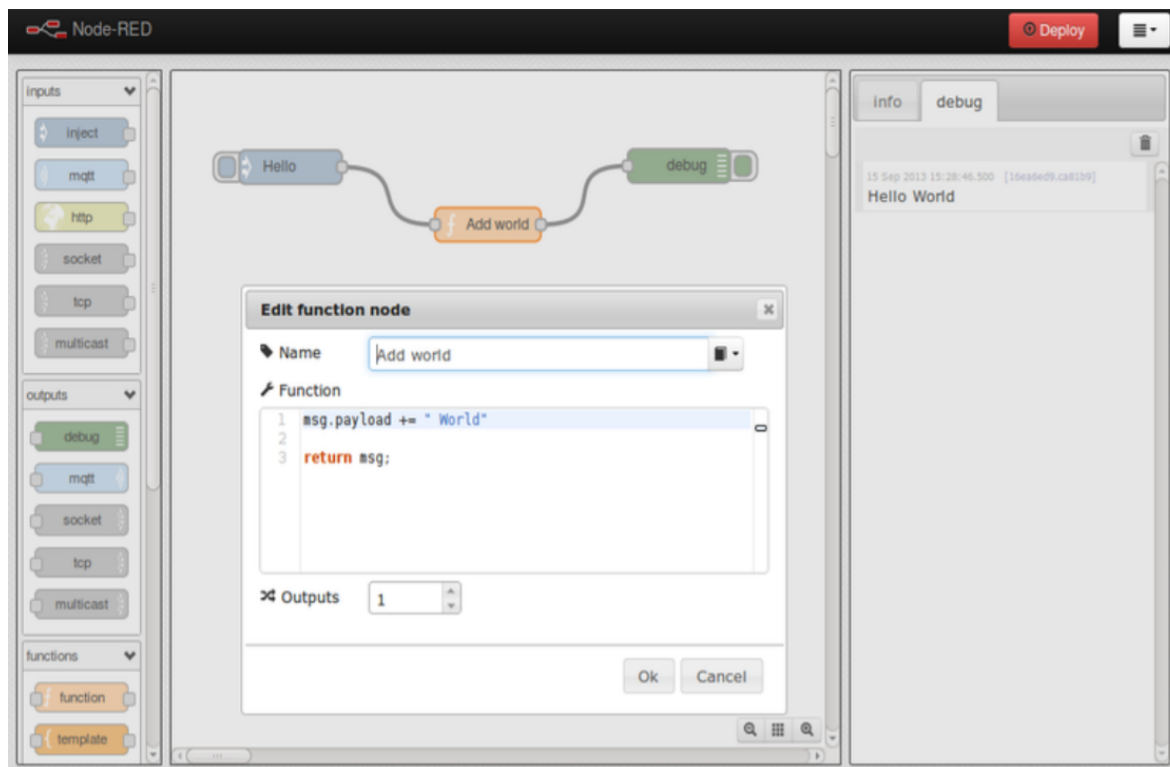 Node-RED
Deploy
inputs
inject
mqtt
http
socket
tcp
multicast
outputs
debug
mqtt
socket
tcp
multicast
functions
function
template
Hello
Add world
debug
Edit function node
Name
Add world
Function
1 msg.payload += " World"
2
3 return msg;
Outputs
1
Ok
Cancel
info
debug
15 Sep 2013 15:28:46.500 [16ea6ed9.ca81b9]
Hello World